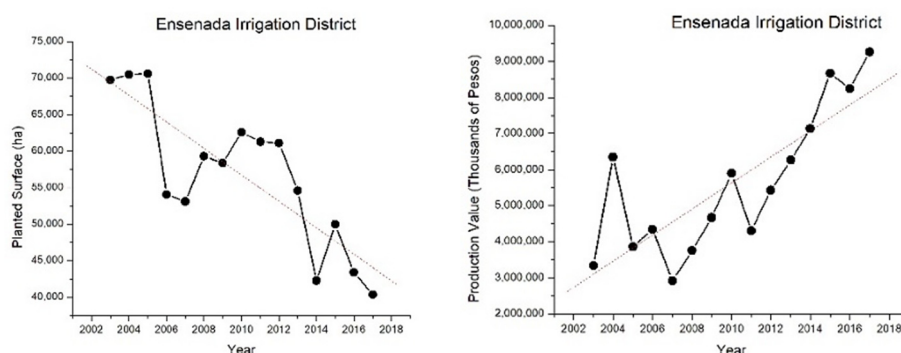 Ensenada Irrigation District
75,000
70,000
65,000
60,000
55,000
50,000
45,000
40,000
Planted Surface (ha)
2002 2004 2006 2008 2010 2012 2014 2016 2018
Year
Ensenada Irrigation District
10,000,000
9,000,000
8,000,000
7,000,000
6,000,000
5,000,000
4,000,000
3,000,000
2,000,000
Production Value (Thousands of Pesos)
2002 2004 2006 2008 2010 2012 2014 2016 2018
Year